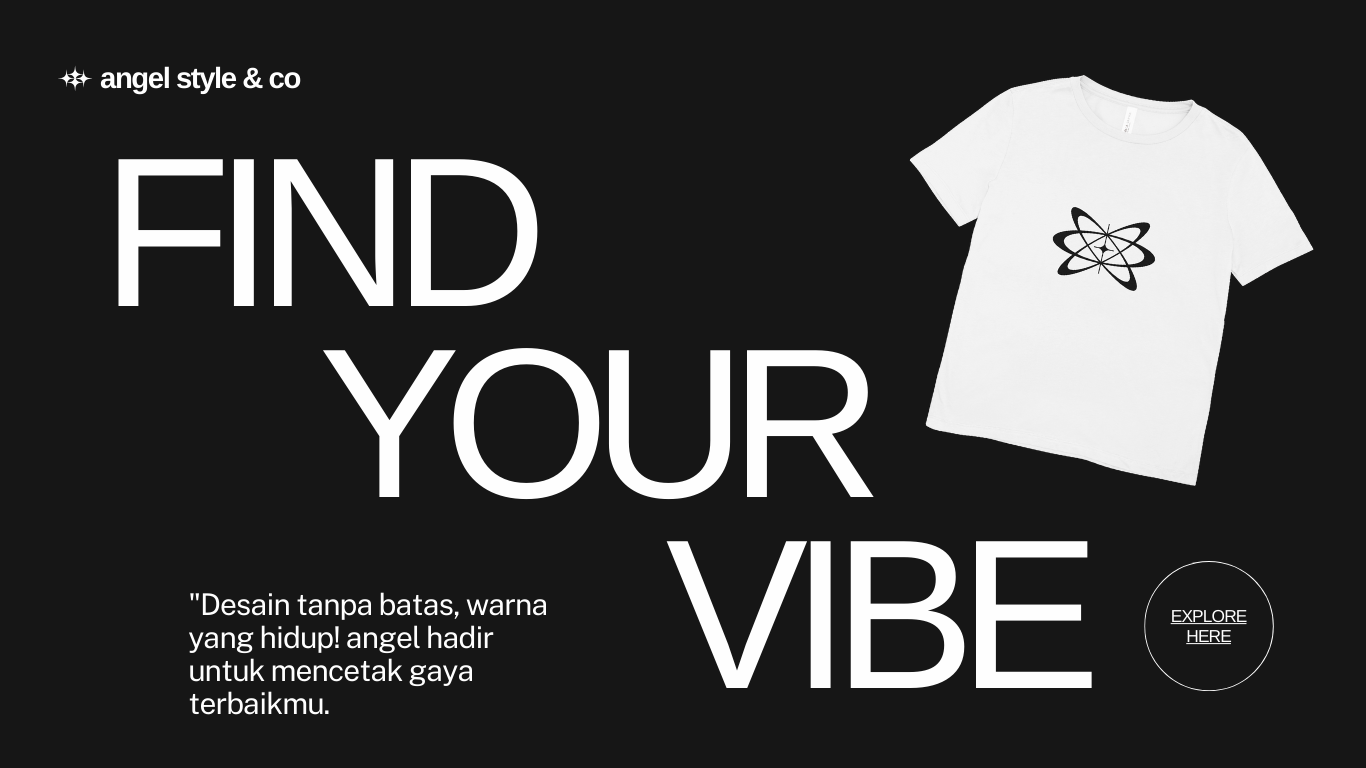 angel style & co
FIND
YOUR
VIBE
"Desain tanpa batas, warna
yang hidup! angel hadir
untuk mencetak gaya
terbaikmu.
EXPLORE
HERE